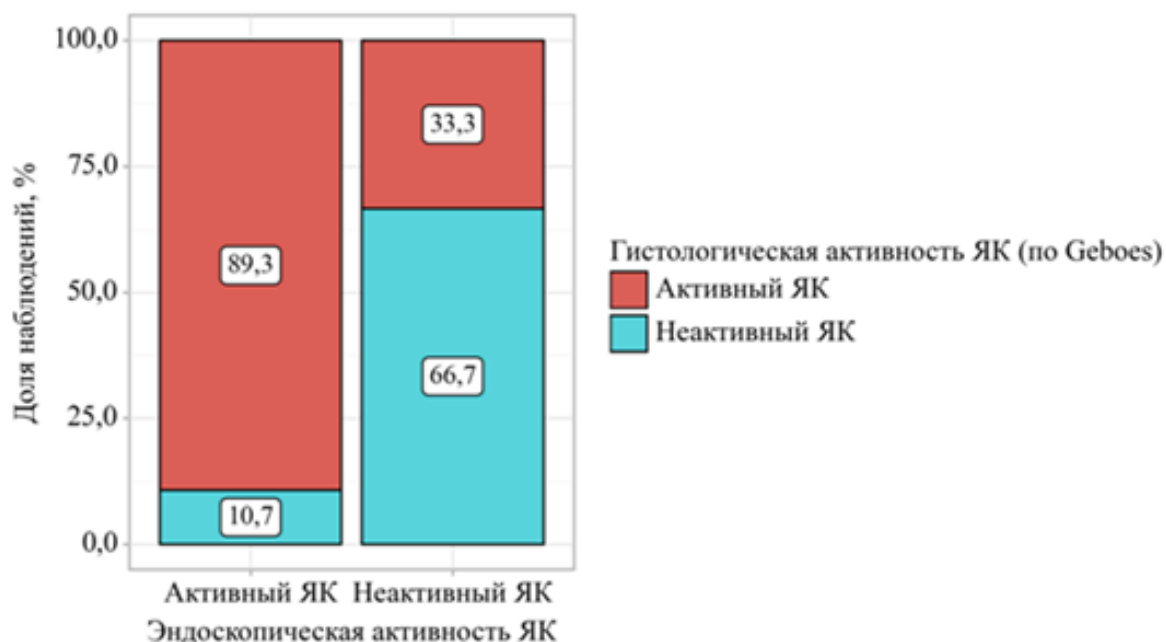 100,0
75,0
50,0
25,0
0,0
Доля наблюдений, %
89,3
10,7
33,3
66,7
Активный ЯК
Неактивный ЯК
Эндоскопическая активность ЯК
Гистологическая активность ЯК (по Geboes)
Активный ЯК
Неактивный ЯК